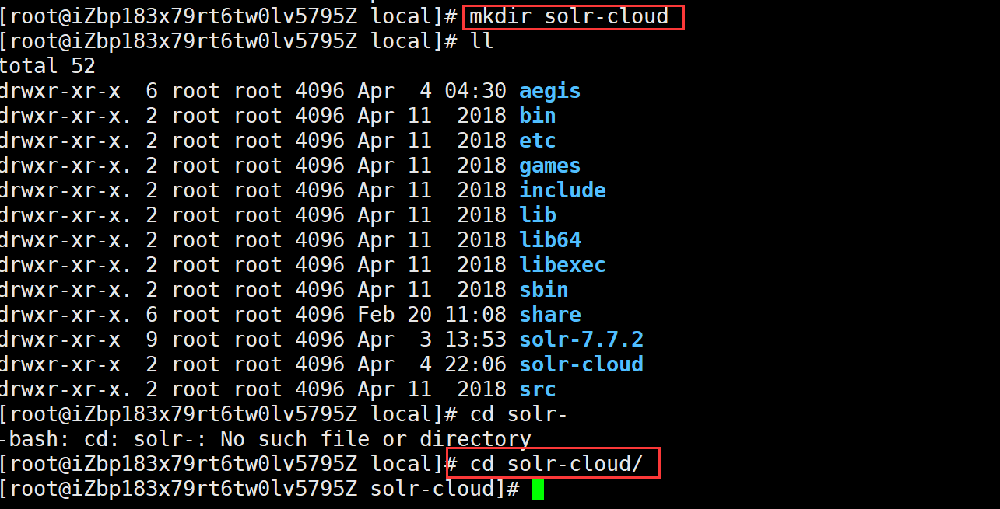 [root@iZbp183x79rt6tw0lv5795Z local]# mkdir solr-cloud
[root@iZbp183x79rt6tw0lv5795Z local]# ll
total 52
drwxr-xr-x  6 root root 4096 Apr  4 04:30 aegis
drwxr-xr-x. 2 root root 4096 Apr 11  2018 bin
drwxr-xr-x. 2 root root 4096 Apr 11  2018 etc
drwxr-xr-x. 2 root root 4096 Apr 11  2018 games
drwxr-xr-x. 2 root root 4096 Apr 11  2018 include
drwxr-xr-x. 2 root root 4096 Apr 11  2018 lib
drwxr-xr-x. 2 root root 4096 Apr 11  2018 lib64
drwxr-xr-x. 2 root root 4096 Apr 11  2018 libexec
drwxr-xr-x. 2 root root 4096 Apr 11  2018 sbin
drwxr-xr-x. 6 root root 4096 Feb 20 11:08 share
drwxr-xr-x  9 root root 4096 Apr  3 13:53 solr-7.7.2
drwxr-xr-x  2 root root 4096 Apr  4 22:06 solr-cloud
drwxr-xr-x. 2 root root 4096 Apr 11  2018 src
[root@iZbp183x79rt6tw0lv5795Z local]# cd solr-
-bash: cd: solr-: No such file or directory
[root@iZbp183x79rt6tw0lv5795Z local]# cd solr-cloud/
[root@iZbp183x79rt6tw0lv5795Z solr-cloud]#